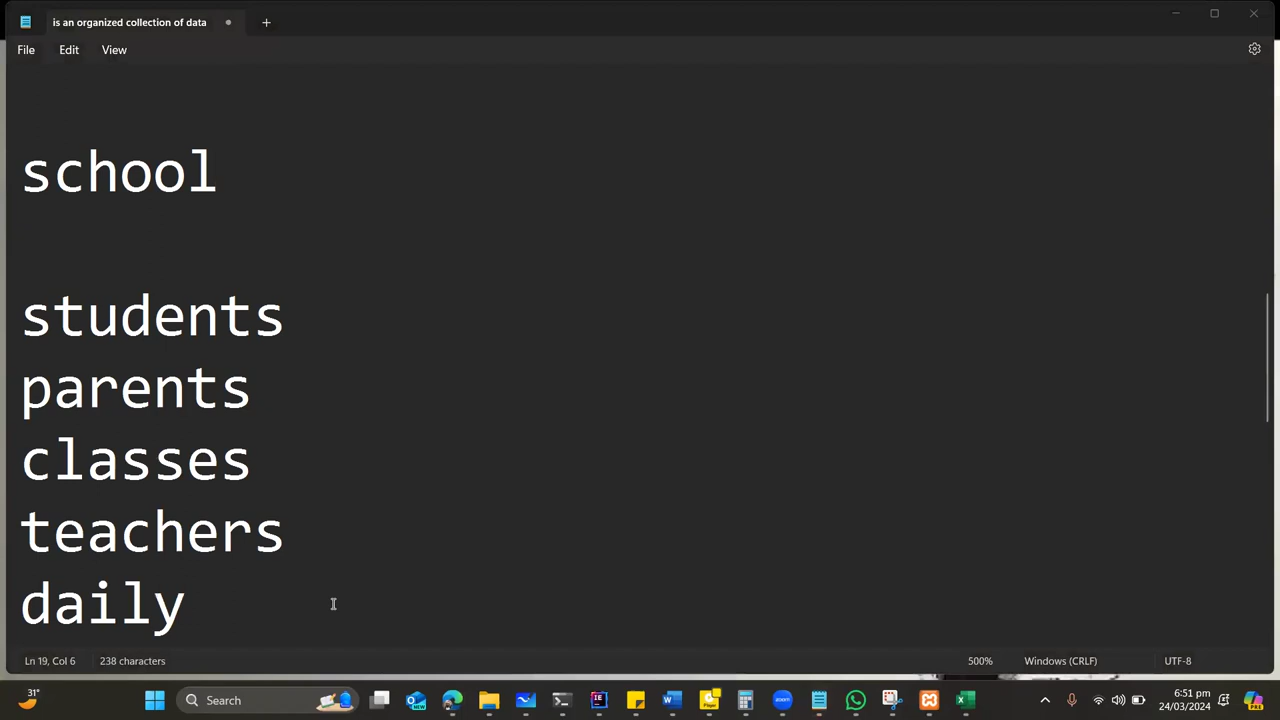 is an organized collection of data
File Edit View
school
students
parents
classes
teachers
daily
Ln 19, Col 6 238 characters 500% Windows (CRLF) UTF-8
31° Search 6:51 pm
24/03/2024